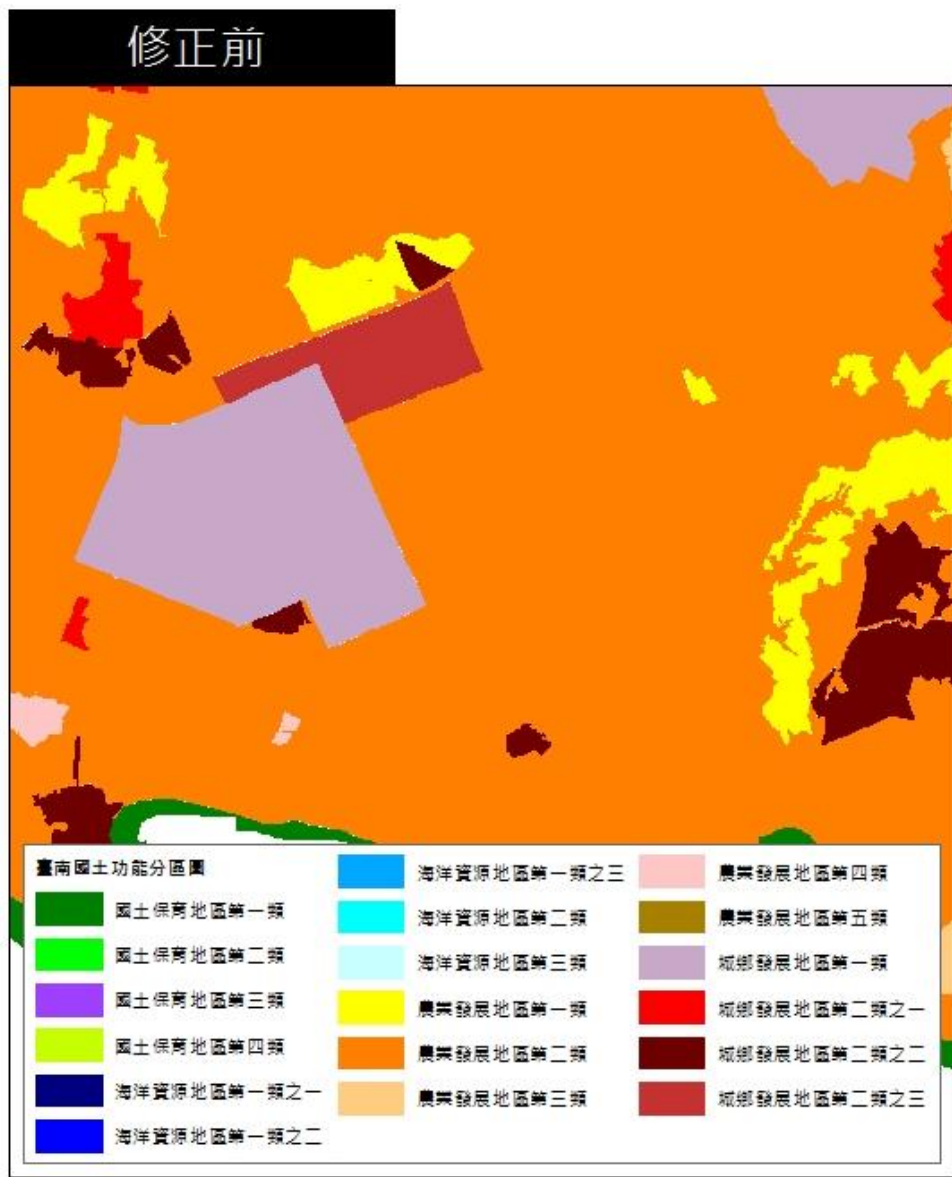 修正前
臺南國土功能分區圖
國土保育地區第一類
國土保育地區第二類
國土保育地區第三類
國土保育地區第四類
海洋資源地區第一類之一
海洋資源地區第一類之二
海洋資源地區第一類之三
海洋資源地區第二類
海洋資源地區第三類
農業發展地區第一類
農業發展地區第二類
農業發展地區第三類
農業發展地區第四類
農業發展地區第五類
城鄉發展地區第一類
城鄉發展地區第二類之一
城鄉發展地區第二類之二
城鄉發展地區第二類之三